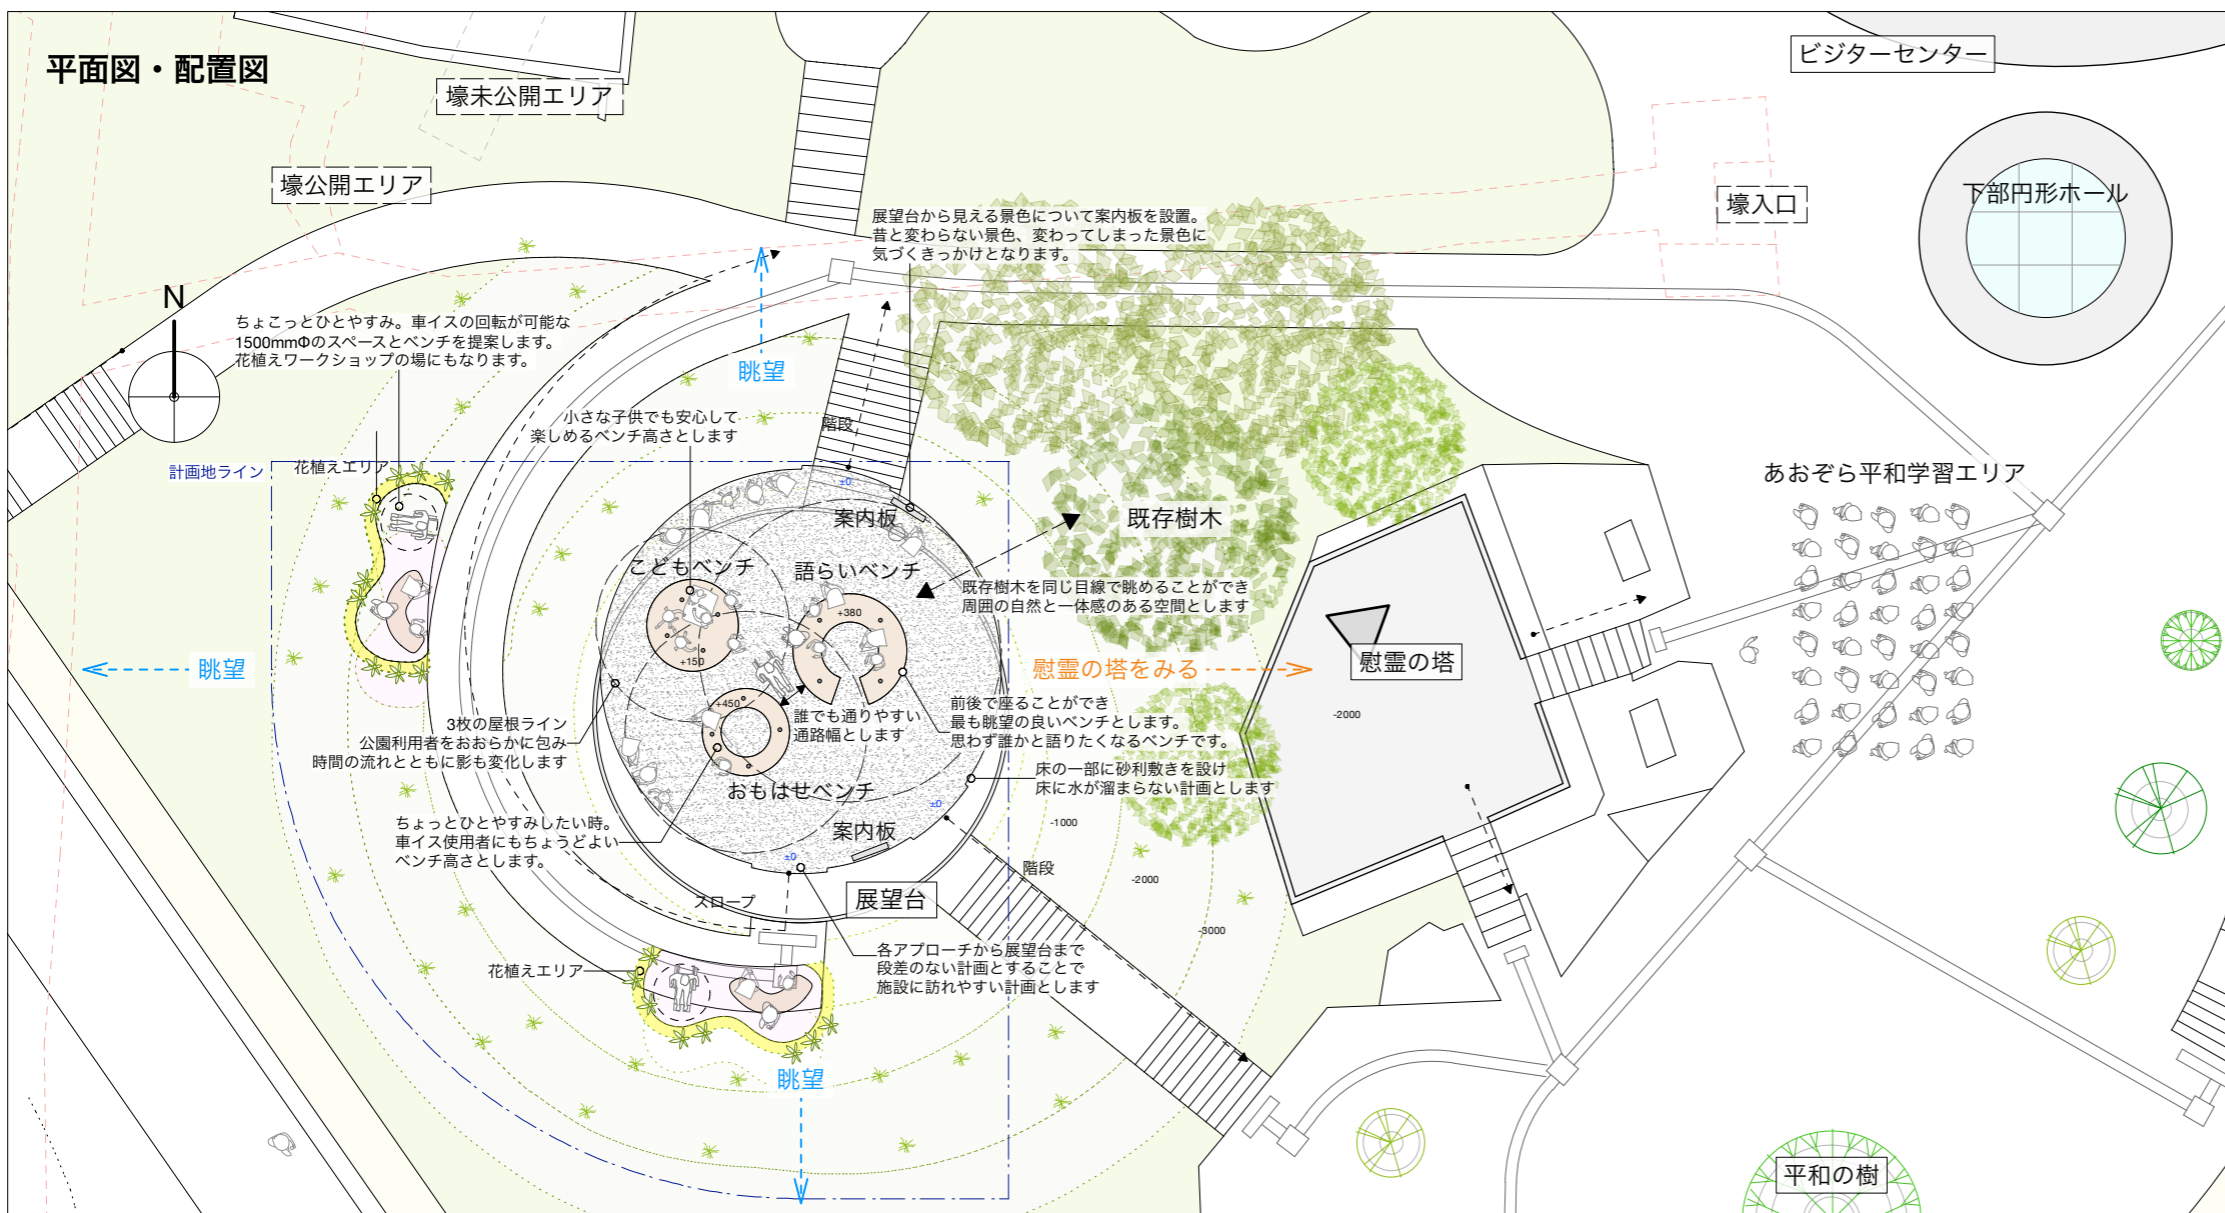 平面図・配置図
ビジターセンター
壕未公開エリア
壕公開エリア
壕入口
下部円形ホール
展望台から見える景色について案内板を設置。
昔と変わらない景色、変わってしまった景色に
気づくきっかけとなります。
N
ちょこっとひとやすみ。車イスの回転が可能な
1500mmΦのスペースとベンチを提案します。
花植えワークショップの場にもなります。
眺望
小さな子供でも安心して
楽しめるベンチ高さとします
階段
計画地ライン
花植えエリア
あおぞら平和学習エリア
±0
案内板
既存樹木
こどもベンチ
語らいベンチ
既存樹木を同じ目線で眺めることができ
周囲の自然と一体感のある空間とします
+380
+150
眺望
慰霊の塔をみる
慰霊の塔
-2000
+450
誰でも通りやすい
通路幅とします
前後で座ることができ
最も眺望の良いベンチとします。
思わず誰かと語りたくなるベンチです。
3枚の屋根ライン
公園利用者をおおらかに包み
時間の流れとともに影も変化します
床の一部に砂利敷きを設け
床に水が溜まらない計画とします
おもはせベンチ
±0
-1000
ちょっとひとやすみしたい時。
車イス使用者にもちょうどよい
ベンチ高さとします。
案内板
±0
階段
-2000
スロープ
展望台
-3000
各アプローチから展望台まで
段差のない計画とすることで
施設に訪れやすい計画とします
花植えエリア
眺望
平和の樹